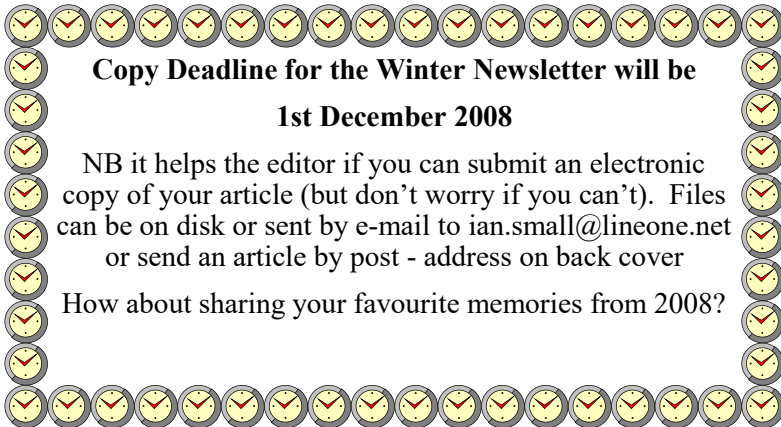 Copy Deadline for the Winter Newsletter will be
1st December 2008
NB it helps the editor if you can submit an electronic
copy of your article (but don’t worry if you can’t).  Files
can be on disk or sent by e-mail to ian.small@lineone.net
or send an article by post - address on back cover
How about sharing your favourite memories from 2008?